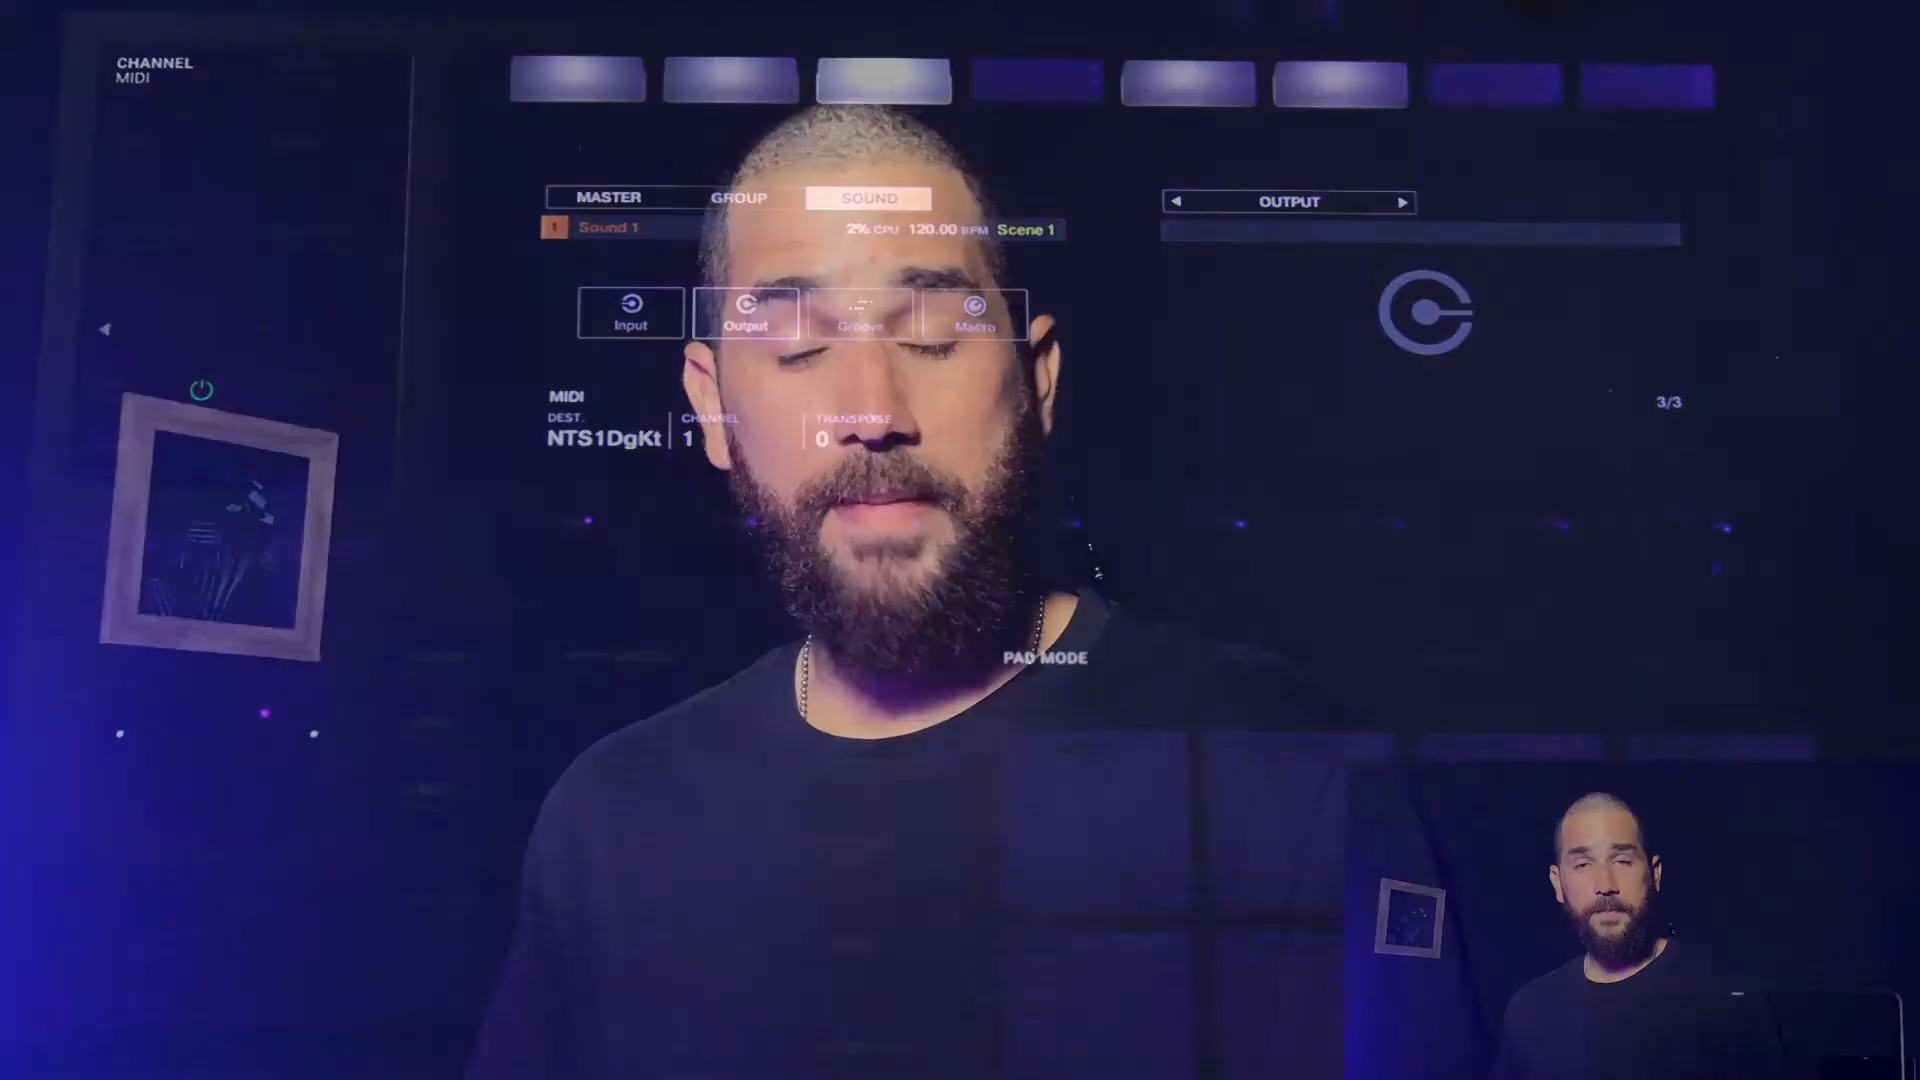 CHANNEL
MIDI
MASTER GROUP SOUND
1 Sound 1 2% CPU 120.00 BPM Scene 1
Input Output Groove Macro
MIDI
DEST. CHANNEL TRANSPOSE
NTS1DgKt 1 0
OUTPUT
3/3
PAD MODE